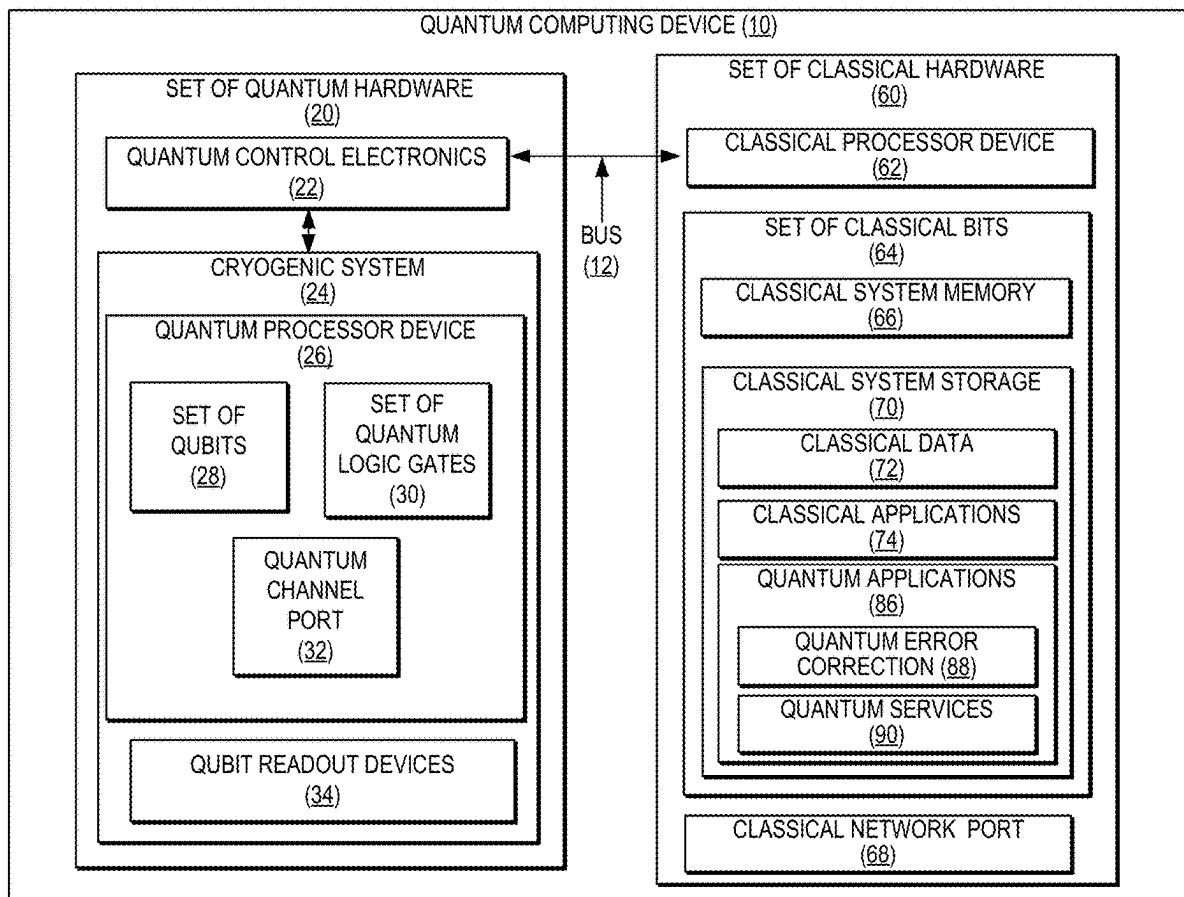 QUANTUM COMPUTING DEVICE (10)
SET OF QUANTUM HARDWARE
(20)
QUANTUM CONTROL ELECTRONICS
(22)
CRYOGENIC SYSTEM
(24)
QUANTUM PROCESSOR DEVICE
(26)
SET OF
QUBITS
(28)
SET OF
QUANTUM
LOGIC GATES
(30)
QUANTUM
CHANNEL
PORT
(32)
QUBIT READOUT DEVICES
(34)
BUS
(12)
SET OF CLASSICAL HARDWARE
(60)
CLASSICAL PROCESSOR DEVICE
(62)
SET OF CLASSICAL BITS
(64)
CLASSICAL SYSTEM MEMORY
(66)
CLASSICAL SYSTEM STORAGE
(70)
CLASSICAL DATA
(72)
CLASSICAL APPLICATIONS
(74)
QUANTUM APPLICATIONS
(86)
QUANTUM ERROR
CORRECTION (88)
QUANTUM SERVICES
(90)
CLASSICAL NETWORK PORT
(68)